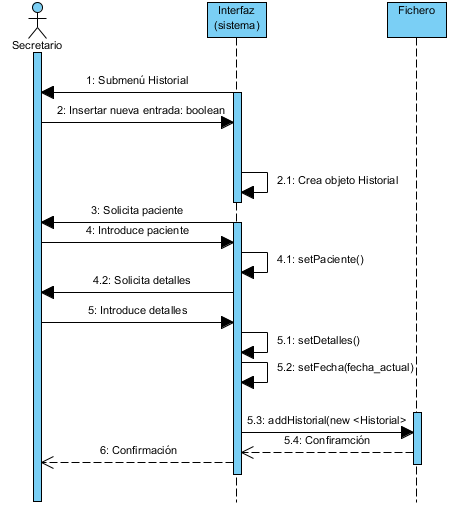 Interfaz
(sistema)
Fichero
Secretario
1: Submenú Historial
2: Insertar nueva entrada: boolean
2.1: Crea objeto Historial
3: Solicita paciente
4: Introduce paciente
4.1: setPaciente()
4.2: Solicita detalles
5: Introduce detalles
5.1: setDetalles()
5.2: setFecha(fecha_actual)
5.3: addHistorial(new <Historial>
5.4: Confiramción
6: Confirmación